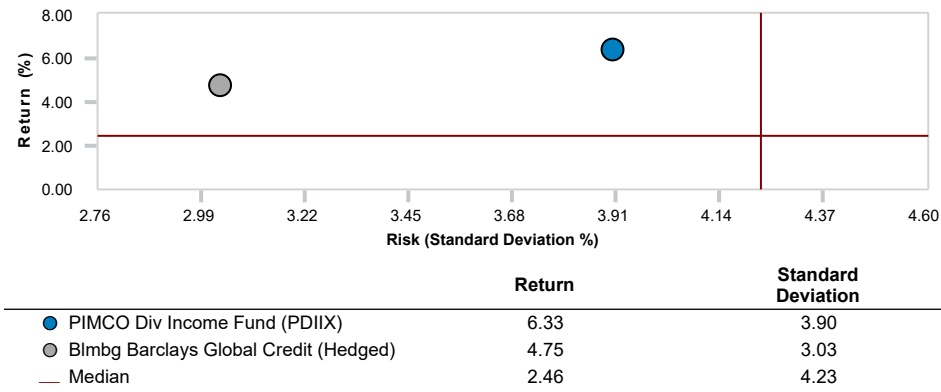 8.00
6.00
4.00
2.00
0.00
Return (%)
2.76 2.99 3.22 3.45 3.68 3.91 4.14 4.37 4.60
Risk (Standard Deviation %)
Return Standard Deviation
PIMCO Div Income Fund (PDIIX) 6.33 3.90
Blmbg Barclays Global Credit (Hedged) 4.75 3.03
Median 2.46 4.23